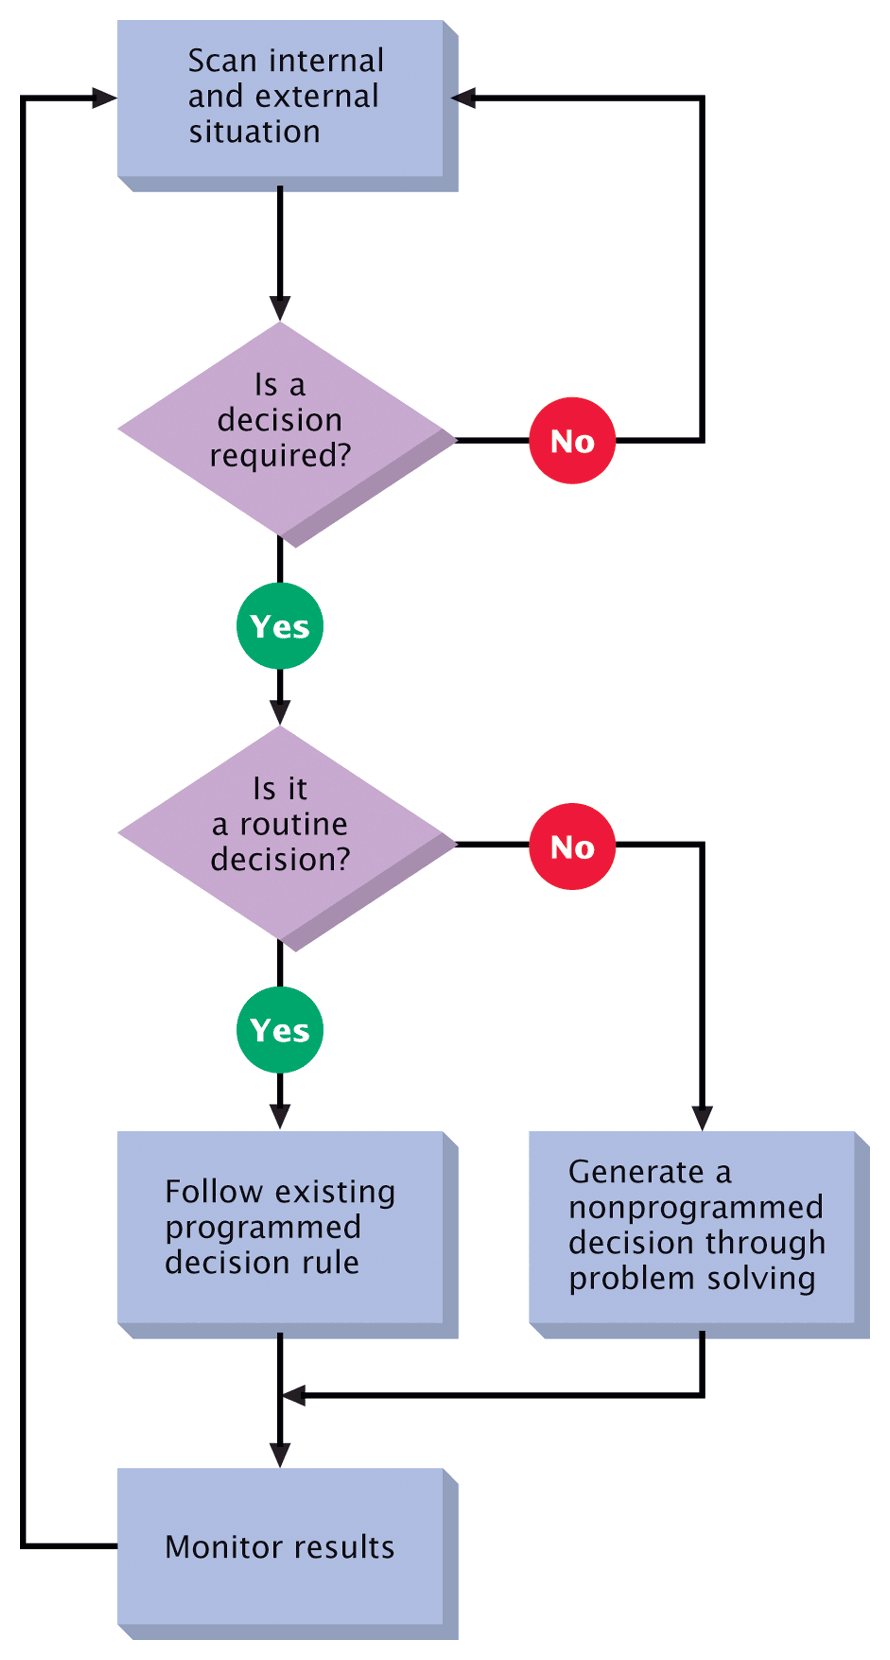 Scan internal
and external
situation
Is a
decision
required?
No
Yes
Is it
a routine
decision?
No
Yes
Follow existing
programmed
decision rule
Generate a
nonprogrammed
decision through
problem solving
Monitor results